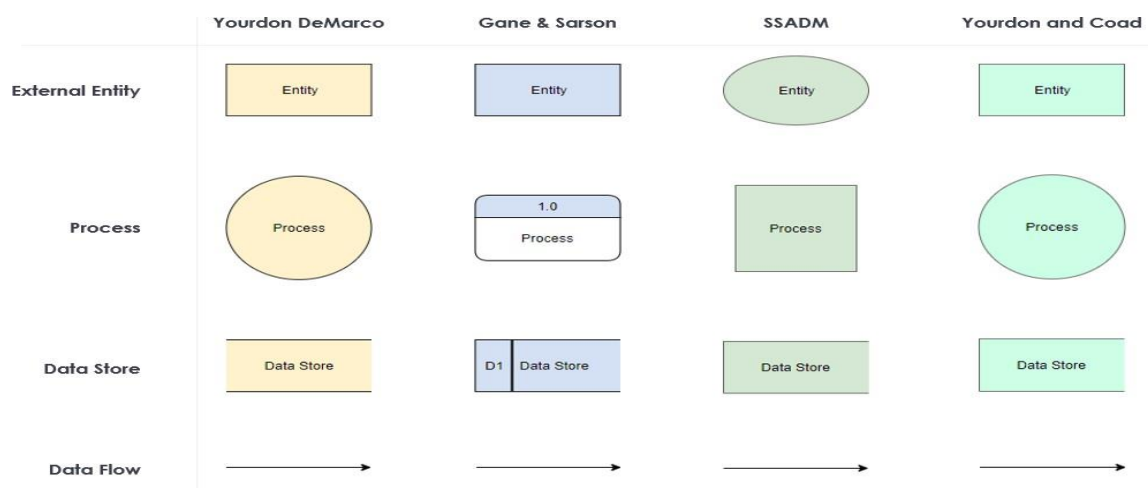 Yourdon DeMarco Gane & Sarson SSADM Yourdon and Coad
External Entity Entity Entity Entity Entity
1.0
Process Process Process Process Process
Data Store Data Store D1 Data Store Data Store Data Store
Data Flow